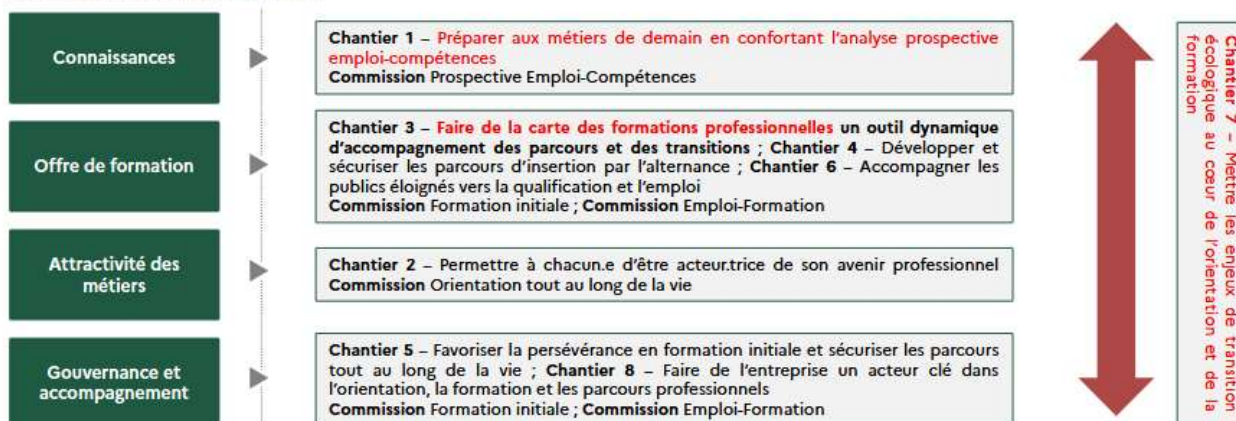 Connaissances
Chantier 1 – Préparer aux métiers de demain en confortant l'analyse prospective
emploi-compétences
Commission Prospective Emploi-Compétences
Offre de formation
Chantier 3 – Faire de la carte des formations professionnelles un outil dynamique
d'accompagnement des parcours et des transitions ; Chantier 4 – Développer et
sécuriser les parcours d'insertion par l'alternance ; Chantier 6 – Accompagner les
publics éloignés vers la qualification et l'emploi
Commission Formation initiale ; Commission Emploi-Formation
Attractivité des
métiers
Chantier 2 – Permettre à chacun.e d'être acteur.trice de son avenir professionnel
Commission Orientation tout au long de la vie
Gouvernance et
accompagnement
Chantier 5 – Favoriser la persévérance en formation initiale et sécuriser les parcours
tout au long de la vie ; Chantier 8 – Faire de l'entreprise un acteur clé dans
l'orientation, la formation et les parcours professionnels
Commission Formation initiale ; Commission Emploi-Formation
Chantier 7 – Mettre les enjeux de transition
écologique au cœur de l'orientation et de la
formation